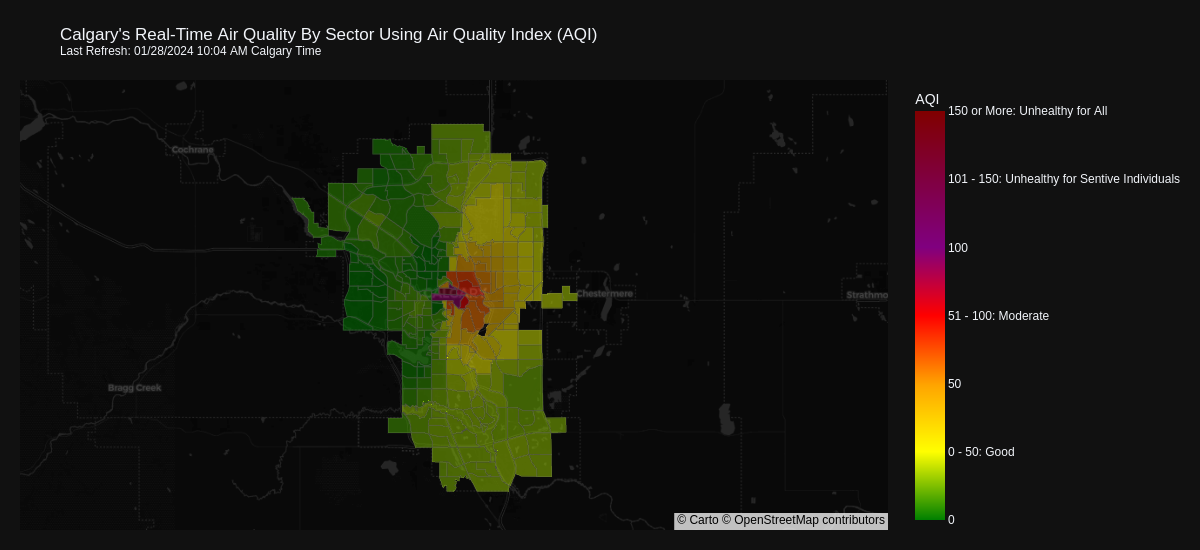 Calgary's Real-Time Air Quality By Sector Using Air Quality Index (AQI)
Last Refresh: 01/28/2024 10:04 AM Calgary Time
AQI
150 or More: Unhealthy for All
Cochrane
101 - 150: Unhealthy for Sentive Individuals
100
Chestermere
Strathmo
51 - 100: Moderate
50
Bragg Creek
0 - 50: Good
0
© Carto © OpenStreetMap contributors